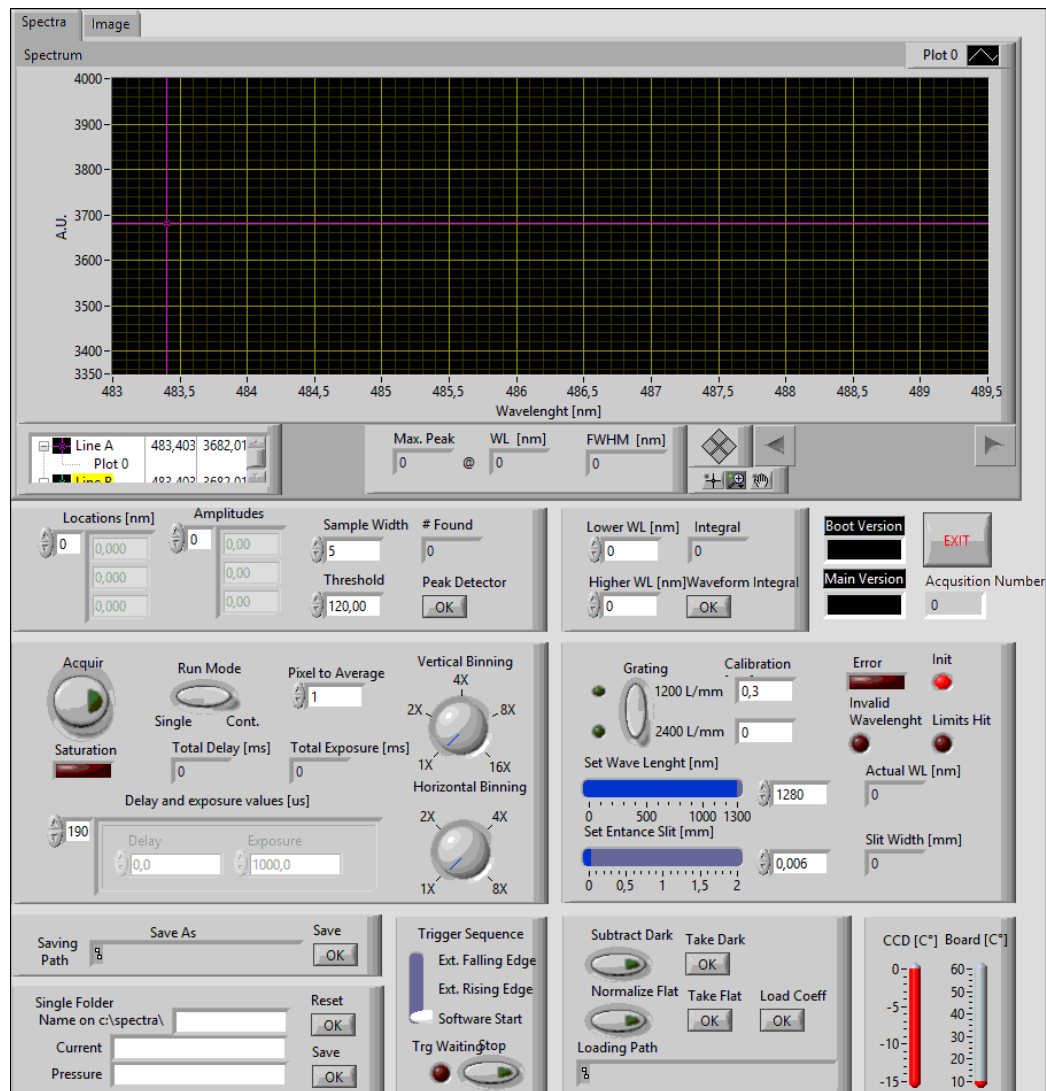 Spectra Image
Spectrum Plot 0
4000
3900
3800
3700
3600
3500
3400
3350
A.U.
483 483,5 484 484,5 485 485,5 486 486,5 487 487,5 488 488,5 489 489,5
Wavelenght [nm]
Line A 483,403 3682,01
Plot 0
Line B 483,403 3682,01
Max. Peak WL [nm] FWHM [nm]
0 @ 0 0
Locations [nm] Amplitudes
0 0,000 0 0,00
0,000 0,00
0,000 0,00
Sample Width # Found
5 0
Threshold Peak Detector
120,00 OK
Lower WL [nm] Integral
0 0
Higher WL [nm] Waveform Integral
0 OK
Boot Version
Main Version
EXIT
Acqusition Number
0
Acquir
Saturation
Run Mode
Single Cont.
Pixel to Average
1
Total Delay [ms] Total Exposure [ms]
0 0
Delay and exposure values [us]
190
Delay Exposure
0,0 1000,0
Vertical Binning
4X
2X 8X
1X 16X
Horizontal Binning
2X 4X
1X 8X
Grating Calibration
1200 L/mm 0,3
2400 L/mm 0
Error Init
Invalid
Wavelenght Limits Hit
Set Wave Lenght [nm]
1280
0 500 1000 1300
Actual WL [nm]
0
Set Entance Slit [mm]
0,006
0 0,5 1 1,5 2
Slit Width [mm]
0
Saving
Path
Save As
Save
OK
Single Folder
Name on c:\spectra\
Current
Pressure
Reset
OK
Save
OK
Trigger Sequence
Ext. Falling Edge
Ext. Rising Edge
Software Start
Trg Waiting Stop
Subtract Dark Take Dark
OK
Normalize Flat Take Flat Load Coeff
OK OK
Loading Path
CCD [C°] Board [C°]
0 60
50
-5 40
-10 30
20
-15 10